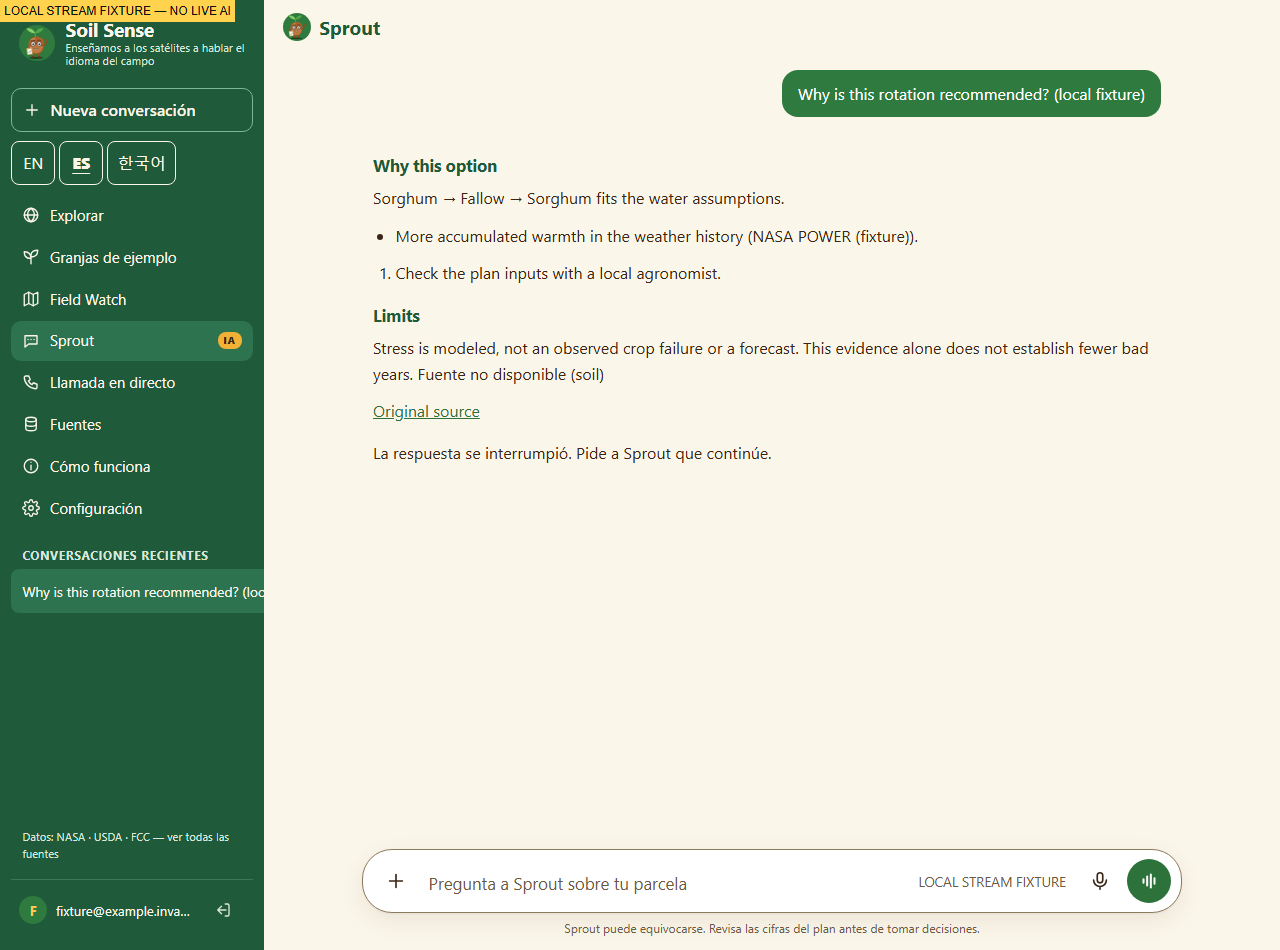 LOCAL STREAM FIXTURE — NO LIVE AI
Soil Sense
Enseñamos a los satélites a hablar el
idioma del campo
Nueva conversación
EN
ES
한국어
Explorar
Granjas de ejemplo
Field Watch
Sprout
IA
Llamada en directo
Fuentes
Cómo funciona
Configuración
CONVERSACIONES RECIENTES
Why is this rotation recommended? (loc
Datos: NASA · USDA · FCC — ver todas las
fuentes
F
fixture@example.inva...
Sprout
Why is this rotation recommended? (local fixture)
Why this option
Sorghum → Fallow → Sorghum fits the water assumptions.
• More accumulated warmth in the weather history (NASA POWER (fixture)).
1. Check the plan inputs with a local agronomist.
Limits
Stress is modeled, not an observed crop failure or a forecast. This evidence alone does not establish fewer bad
years. Fuente no disponible (soil)
Original source
La respuesta se interrumpió. Pide a Sprout que continúe.
Pregunta a Sprout sobre tu parcela
LOCAL STREAM FIXTURE
Sprout puede equivocarse. Revisa las cifras del plan antes de tomar decisiones.